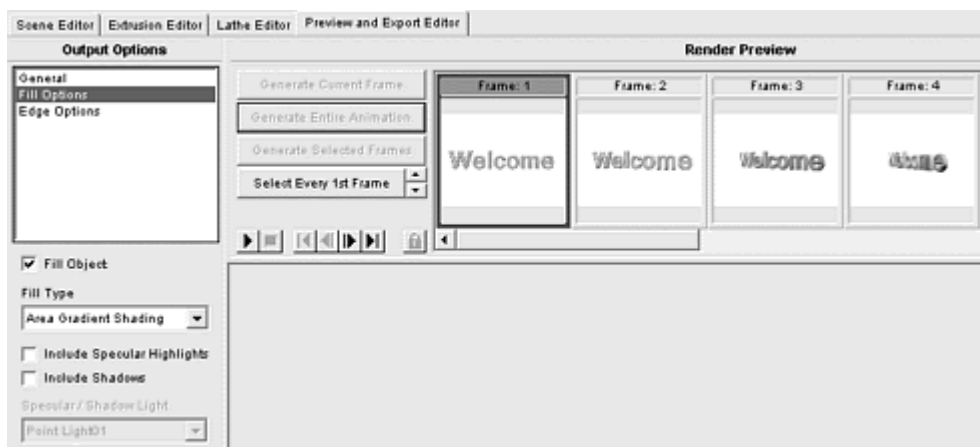 Scene Editor Extrusion Editor Lathe Editor Preview and Export Editor
Output Options
General
Fill Options
Edge Options
Fill Object
Fill Type
Area Gradient Shading
Include Specular Highlights
Include Shadows
Specular / Shadow Light
Point Light01
Render Preview
Generate Current Frame
Generate Entire Animation
Generate Selected Frames
Select Every 1st Frame
Frame: 1 Frame: 2 Frame: 3 Frame: 4
Welcome Welcome Welcome